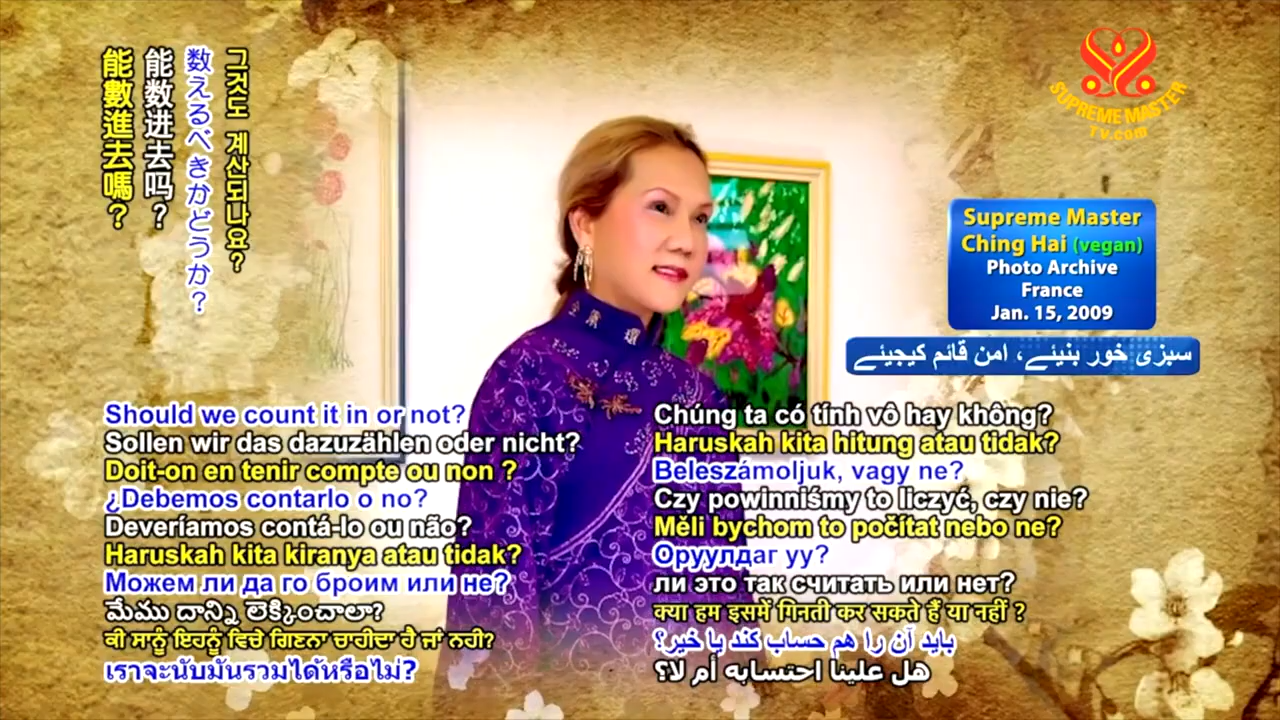 能數進去嗎？
能数进去吗？
数えるべきかどうか？
그것도 계산되나요？
SUPREME MASTER
TV.com
Supreme Master
Ching Hai (vegan)
Photo Archive
France
Jan. 15, 2009
سبزی خور بنیئے، امن قائم کیجیئے
Should we count it in or not?
Sollen wir das dazuzählen oder nicht?
Doit-on en tenir compte ou non ?
¿Debemos contarlo o no?
Deveríamos contá-lo ou não?
Haruskah kita kiranya atau tidak?
Можем ли да го броим или не?
మేము దాన్ని లెక్కించాలా?
ਕੀ ਸਾਨੂੰ ਇਹਨੂੰ ਵਿਚੇ ਗਿਣਨਾ ਚਾਹੀਦਾ ਹੈ ਜਾਂ ਨਹੀ?
เราจะนับมันรวมได้หรือไม่?
Chúng ta có tính vô hay không?
Haruskah kita hitung atau tidak?
Beleszámoljuk, vagy ne?
Czy powinniśmy to liczyć, czy nie?
Měli bychom to počítat nebo ne?
Оруулдаг уу?
ли это так считать или нет?
क्या हम इसमें गिनती कर सकते हैं या नहीं ?
باید آن را هم حساب کند یا خیر؟
هل علينا احتسابه أم لا؟